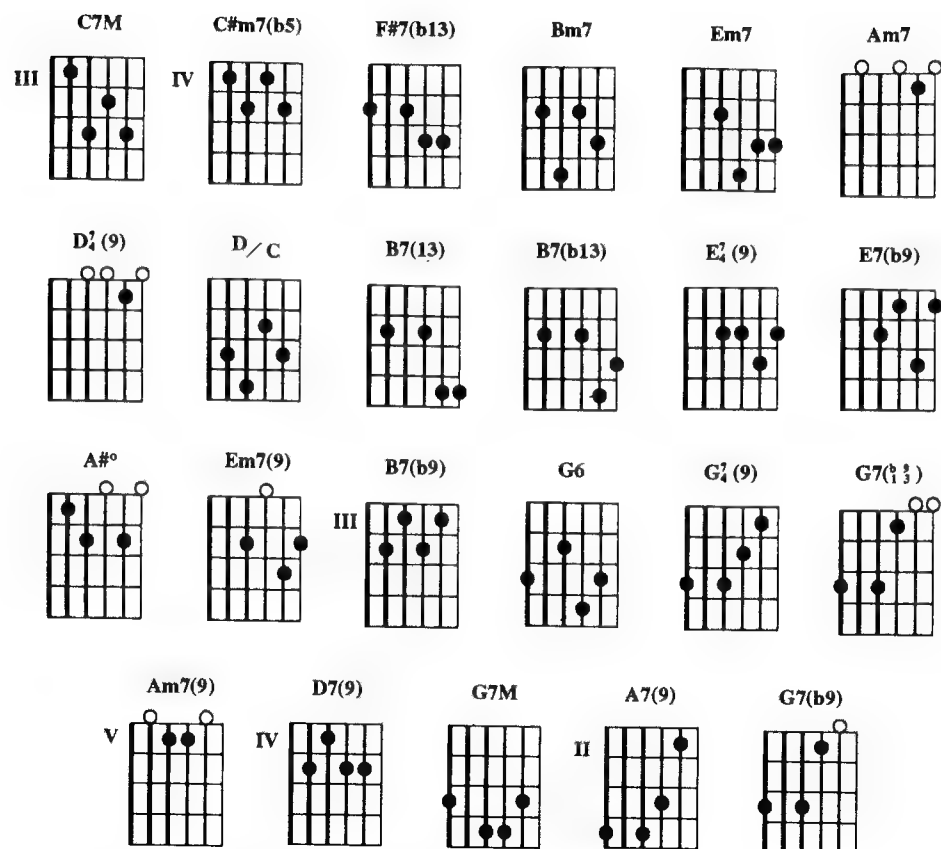 C7M C#m7(b5) F#7(b13) Bm7 Em7 Am7
III IV
D7/4(9) D/C B7(13) B7(b13) E7/4(9) E7(b9)
A#° Em7(9) B7(b9) G6 G7/4(9) G7(b9/13)
III
Am7(9) D7(9) G7M A7(9) G7(b9)
V IV II